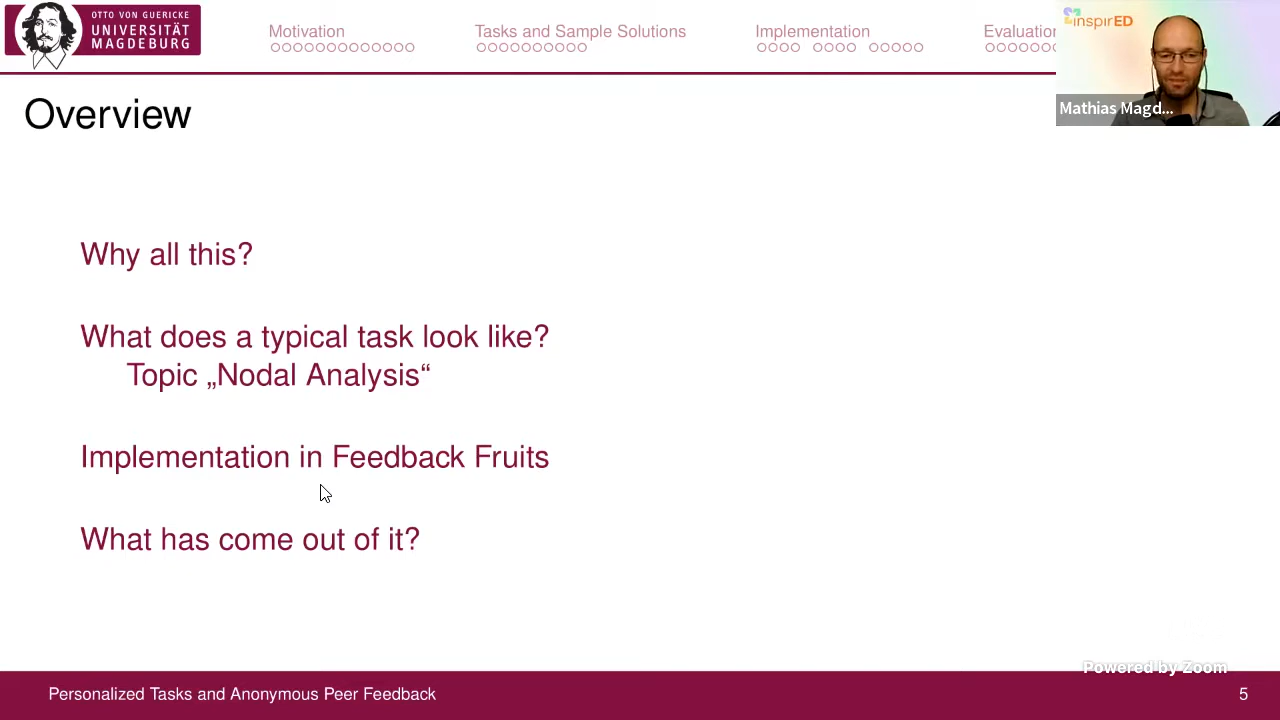 OTTO VON GUERICKE
UNIVERSITÄT
MAGDEBURG
Motivation
Tasks and Sample Solutions
Implementation
Evaluation
inspirED
Mathias Magd...
Overview
Why all this?
What does a typical task look like?
Topic „Nodal Analysis“
Implementation in Feedback Fruits
What has come out of it?
Powered by Zoom
Personalized Tasks and Anonymous Peer Feedback
5